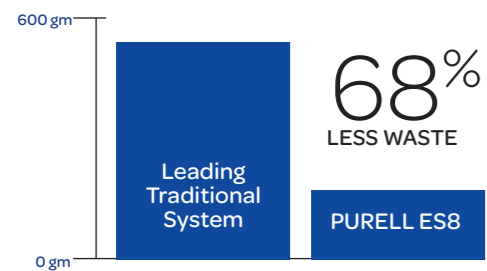 600 gm
68%
LESS WASTE
Leading
Traditional
System
PURELL ES8
0 gm